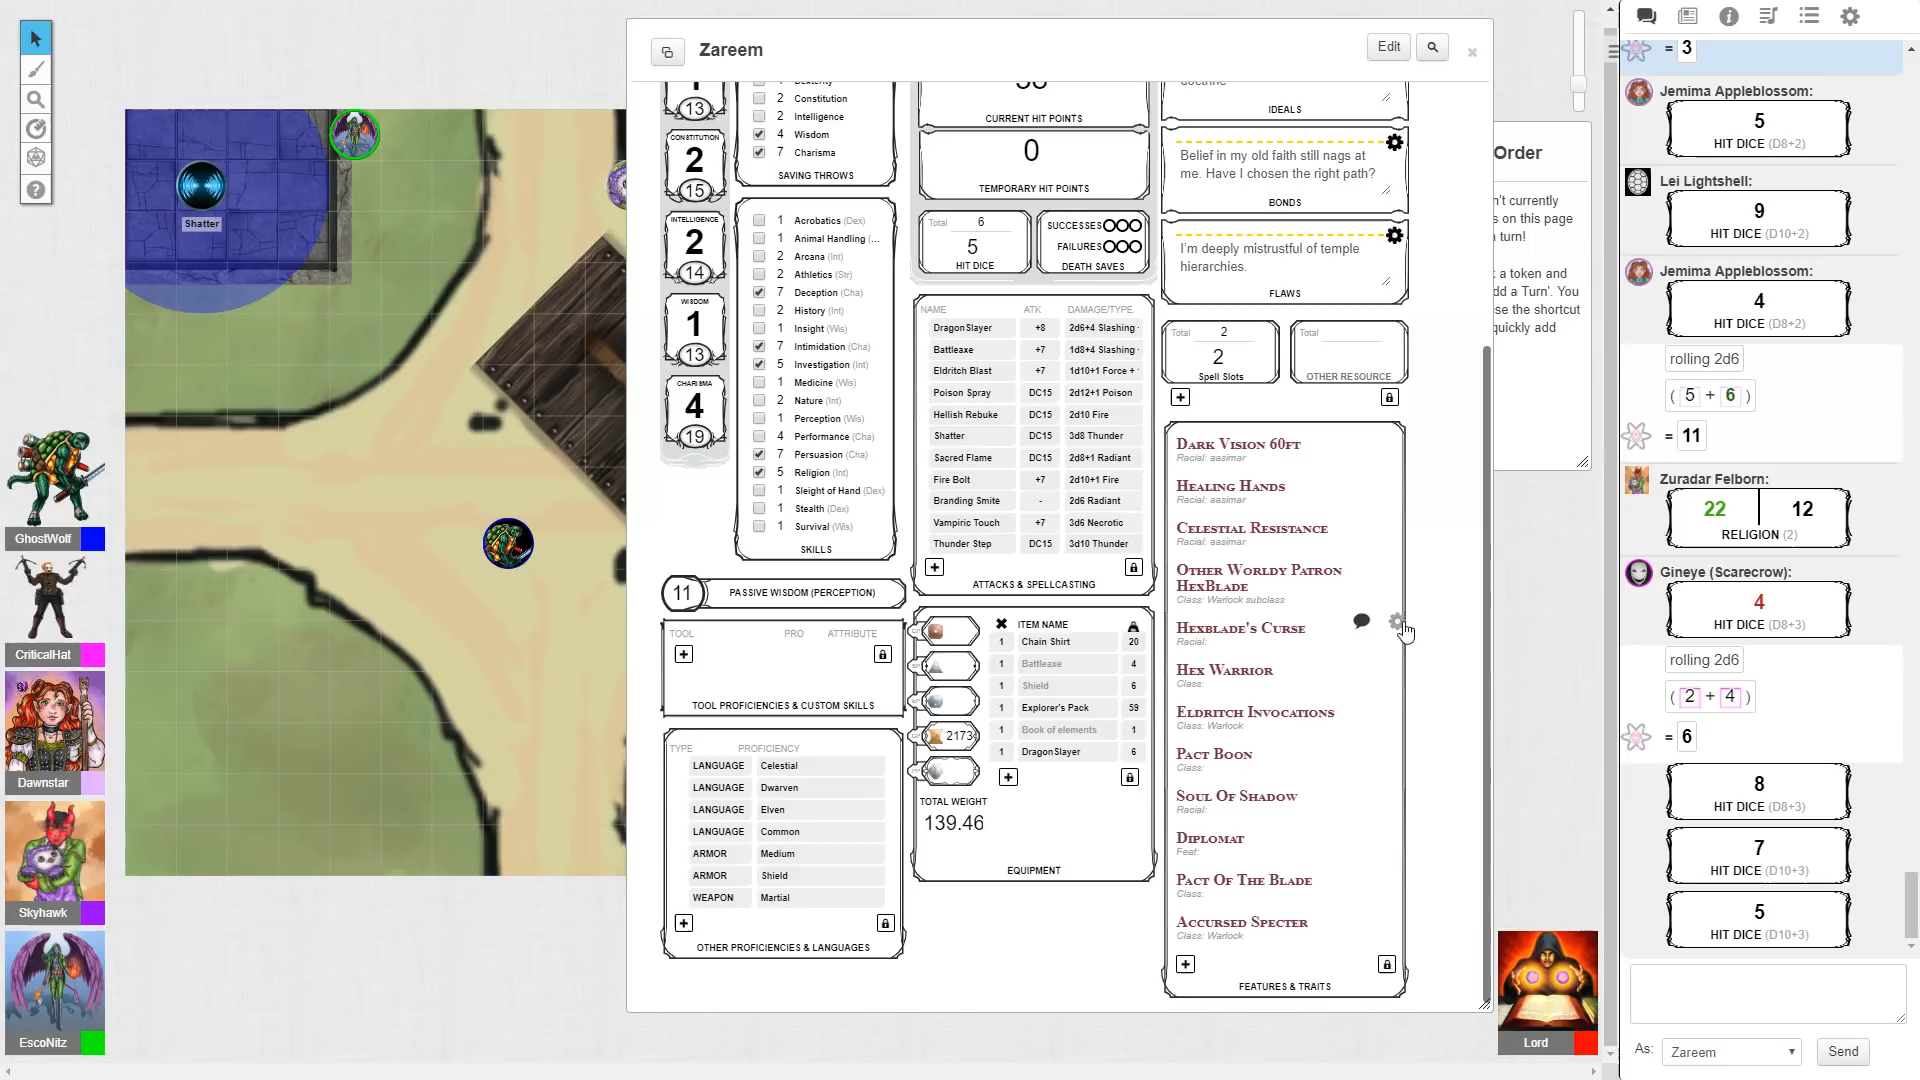 Zareem
Edit
13
CONSTITUTION
2
15
INTELLIGENCE
2
14
WISDOM
1
13
CHARISMA
4
19
2 Constitution
2 Intelligence
4 Wisdom
7 Charisma
SAVING THROWS
1 Acrobatics (Dex)
1 Animal Handling (...
2 Arcana (Int)
2 Athletics (Str)
7 Deception (Cha)
2 History (Int)
1 Insight (Wis)
7 Intimidation (Cha)
5 Investigation (Int)
1 Medicine (Wis)
2 Nature (Int)
1 Perception (Wis)
4 Performance (Cha)
7 Persuasion (Cha)
5 Religion (Int)
1 Sleight of Hand (Dex)
1 Stealth (Dex)
1 Survival (Wis)
SKILLS
11 PASSIVE WISDOM (PERCEPTION)
TOOL PRO ATTRIBUTE
TOOL PROFICIENCIES & CUSTOM SKILLS
TYPE PROFICIENCY
LANGUAGE Celestial
LANGUAGE Dwarven
LANGUAGE Elven
LANGUAGE Common
ARMOR Medium
ARMOR Shield
WEAPON Martial
OTHER PROFICIENCIES & LANGUAGES
CURRENT HIT POINTS
0
TEMPORARY HIT POINTS
Total 6
5
HIT DICE
SUCCESSES
FAILURES
DEATH SAVES
NAME ATK DAMAGE/TYPE
DragonSlayer +8 2d6+4 Slashing
Battleaxe +7 1d8+4 Slashing
Eldritch Blast +7 1d10+1 Force +
Poison Spray DC15 2d12+1 Poison
Hellish Rebuke DC15 2d10 Fire
Shatter DC15 3d8 Thunder
Sacred Flame DC15 2d8+1 Radiant
Fire Bolt +7 2d10+1 Fire
Branding Smite - 2d6 Radiant
Vampiric Touch +7 3d6 Necrotic
Thunder Step DC15 3d10 Thunder
ATTACKS & SPELLCASTING
ITEM NAME
1 Chain Shirt 20
1 Battleaxe 4
1 Shield 6
1 Explorer's Pack 59
1 Book of elements 1
1 DragonSlayer 6
2173
TOTAL WEIGHT
139.46
EQUIPMENT
doctrine
IDEALS
Belief in my old faith still nags at
me. Have I chosen the right path?
BONDS
I'm deeply mistrustful of temple
hierarchies.
FLAWS
Total 2
2
Spell Slots
Total
OTHER RESOURCE
Dark Vision 60ft
Racial: aasimar
Healing Hands
Racial: aasimar
Celestial Resistance
Racial: aasimar
Other Worldy Patron
HexBlade
Class: Warlock subclass
Hexblade's Curse
Racial:
Hex Warrior
Class:
Eldritch Invocations
Class: Warlock
Pact Boon
Class:
Soul Of Shadow
Racial:
Diplomat
Feat:
Pact Of The Blade
Class:
Accursed Specter
Class: Warlock
FEATURES & TRAITS
Shatter
GhostWolf
CriticalHat
Dawnstar
Skyhawk
EscoNitz
Lord
Order
n't currently
s on this page
turn!
k a token and
dd a Turn'. You
se the shortcut
quickly add
= 3
Jemima Appleblossom:
5
HIT DICE (D8+2)
Lei Lightshell:
9
HIT DICE (D10+2)
Jemima Appleblossom:
4
HIT DICE (D8+2)
rolling 2d6
( 5 + 6 )
= 11
Zuradar Felborn:
22 12
RELIGION (2)
Gineye (Scarecrow):
4
HIT DICE (D8+3)
rolling 2d6
( 2 + 4 )
= 6
8
HIT DICE (D8+3)
7
HIT DICE (D10+3)
5
HIT DICE (D10+3)
As: Zareem
Send